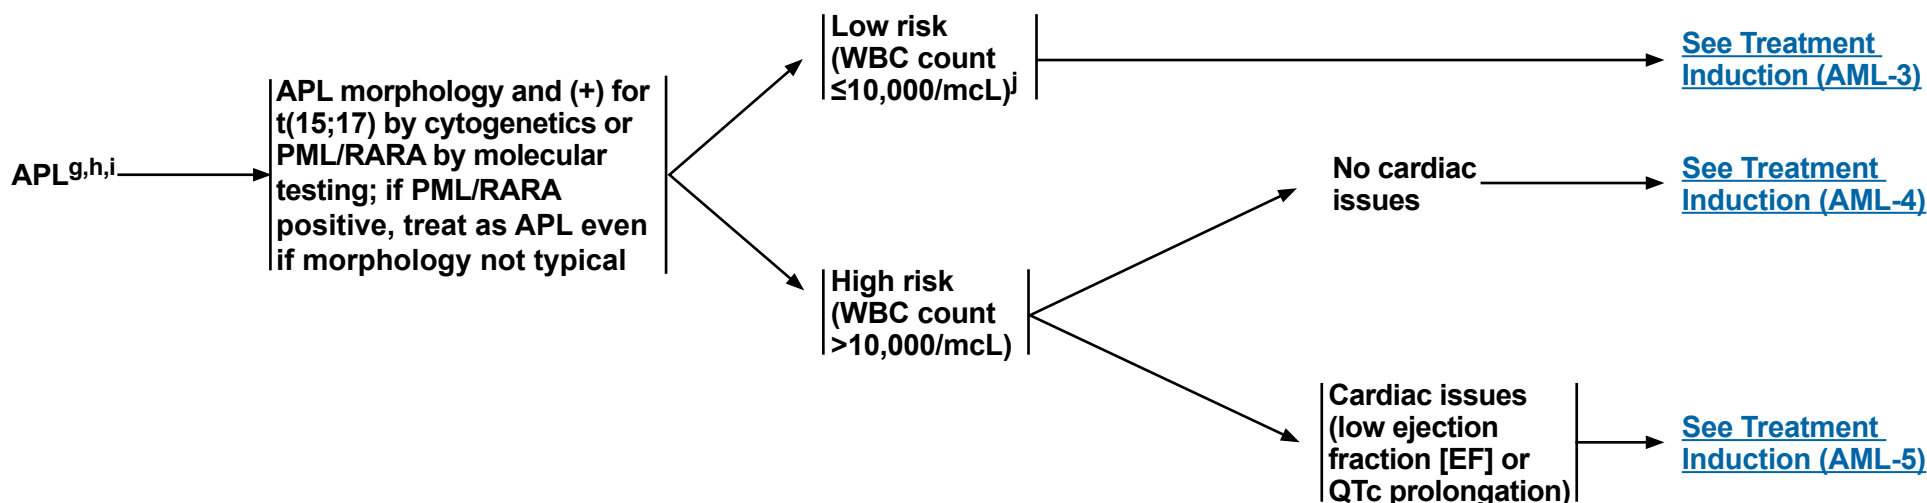 APLg,h,i
APL morphology and (+) for
t(15;17) by cytogenetics or
PML/RARA by molecular
testing; if PML/RARA
positive, treat as APL even
if morphology not typical
Low risk
(WBC count
≤10,000/mcL)j
See Treatment
Induction (AML-3)
High risk
(WBC count
>10,000/mcL)
No cardiac
issues
See Treatment
Induction (AML-4)
Cardiac issues
(low ejection
fraction [EF] or
QTc prolongation)
See Treatment
Induction (AML-5)